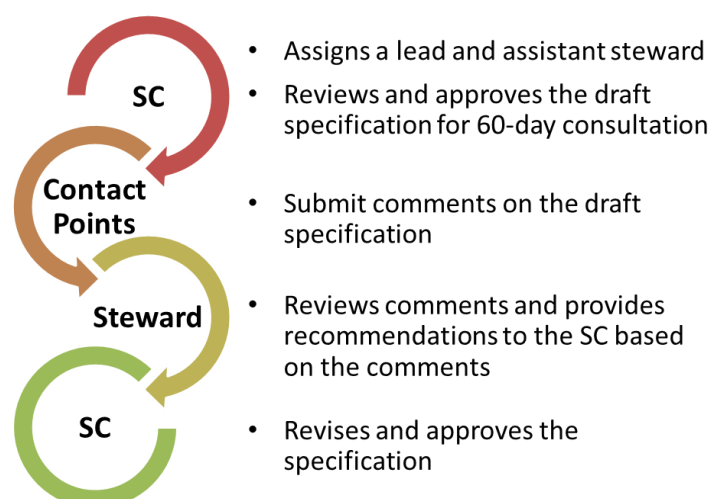 SC
• Assigns a lead and assistant steward
• Reviews and approves the draft
specification for 60-day consultation
Contact
Points
• Submit comments on the draft
specification
Steward
• Reviews comments and provides
recommendations to the SC based
on the comments
SC
• Revises and approves the
specification